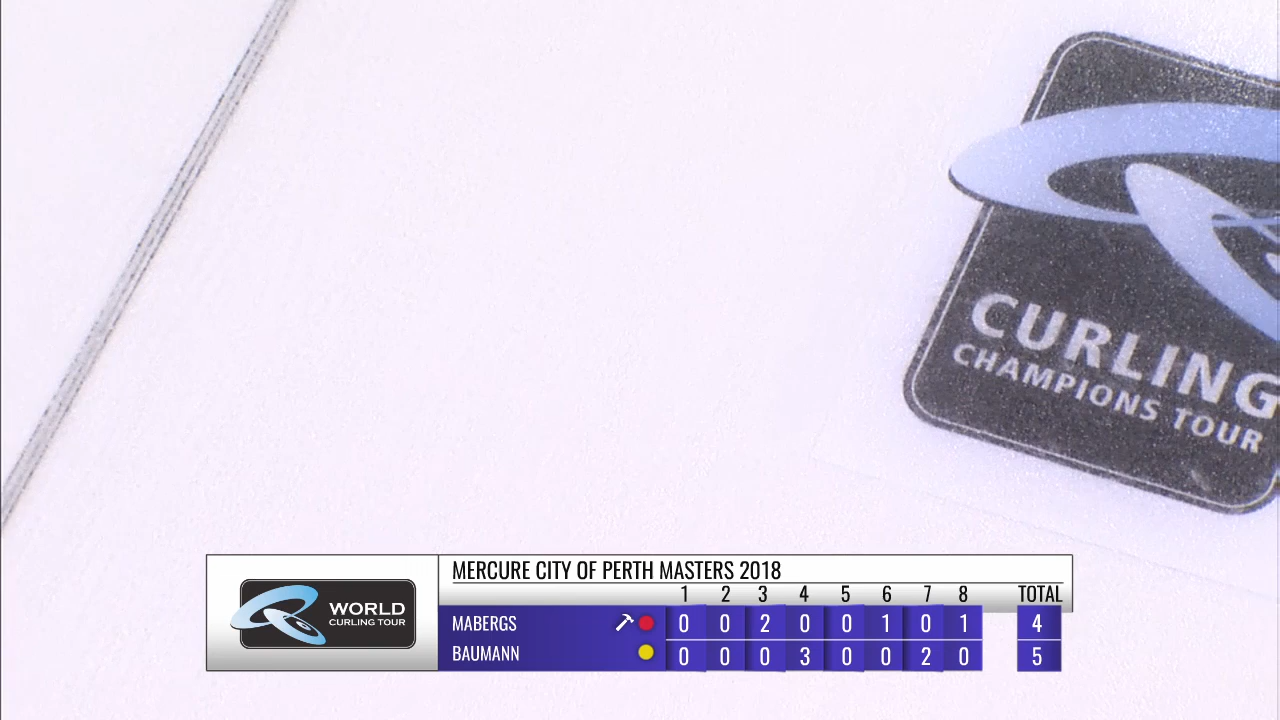 CURLING
CHAMPIONS TOUR
WORLD
CURLING TOUR
MERCURE CITY OF PERTH MASTERS 2018
1 2 3 4 5 6 7 8 TOTAL
MABERGS 0 0 2 0 0 1 0 1 4
BAUMANN 0 0 0 3 0 0 2 0 5